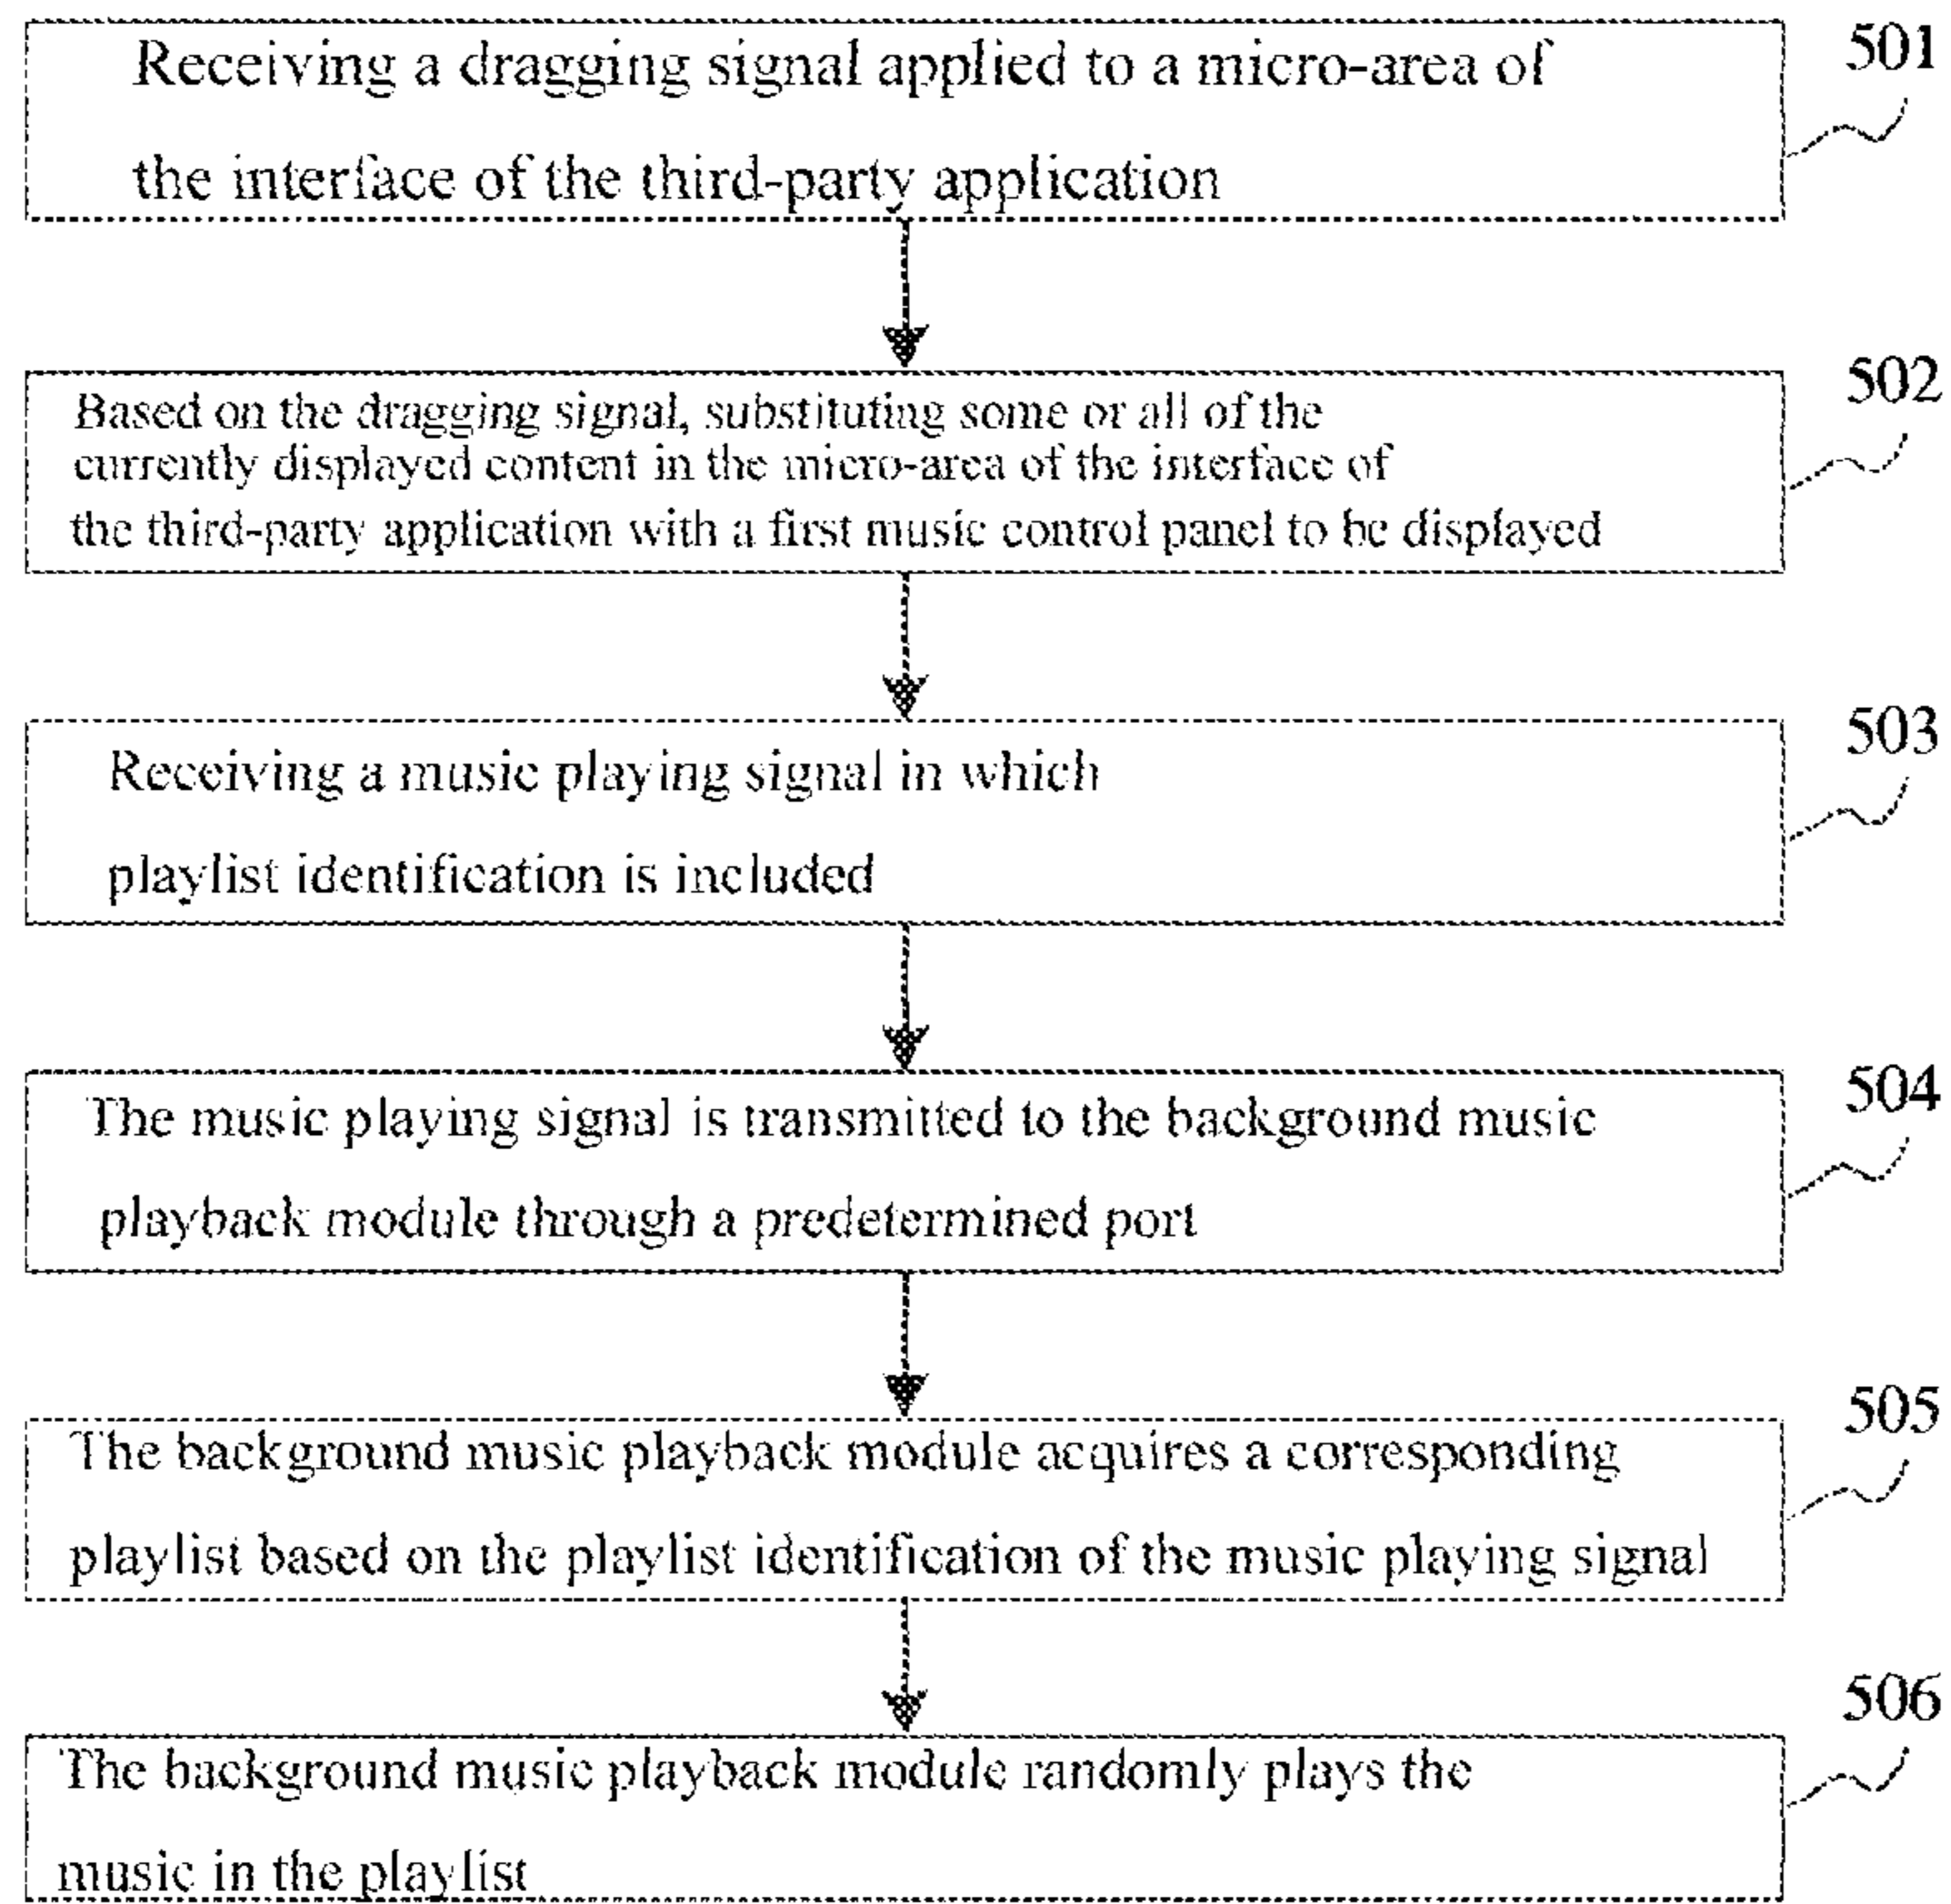 Receiving a dragging signal applied to a micro-area of
501
the interface of the third-party application
Based on the dragging signal, substituting some or all of the
502
currently displayed content in the micro-area of the interface of
the third-party application with a first music control panel to be displayed
Receiving a music playing signal in which
503
playlist identification is included
The music playing signal is transmitted to the background music
504
playback module through a predetermined port
The background music playback module acquires a corresponding
505
playlist based on the playlist identification of the music playing signal
The background music playback module randomly plays the
506
music in the playlist